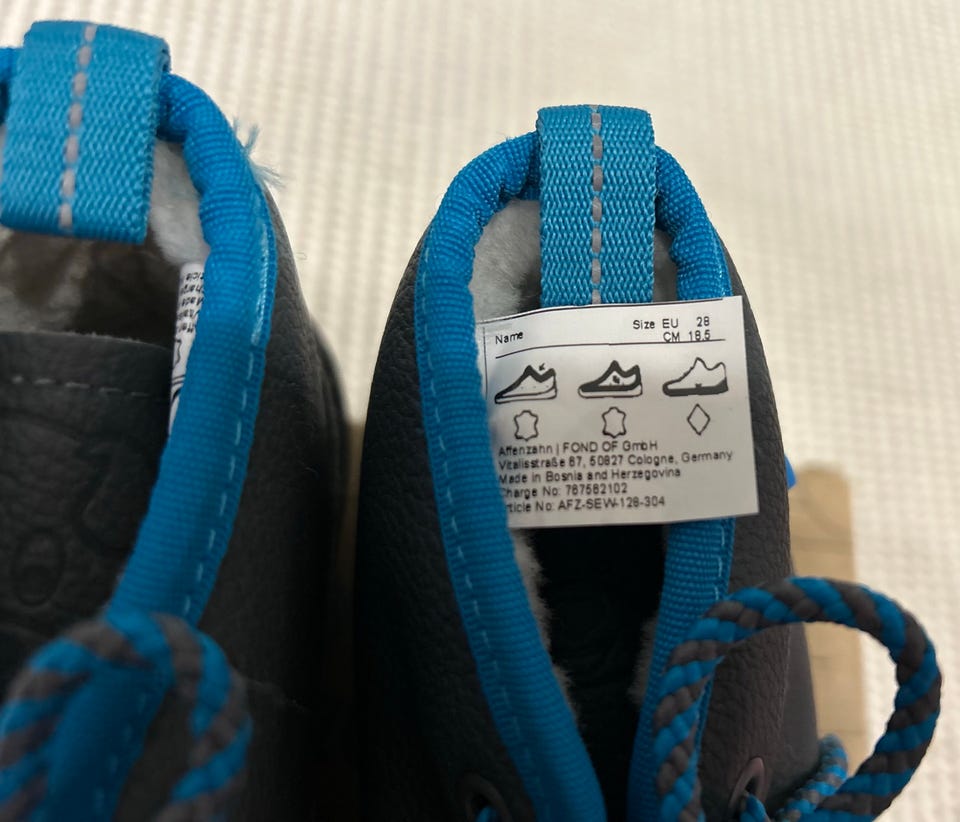 Name
Size EU 28
CM 18.5
Affenzahn | FOND OF GmbH
Vitalisstraße 67, 50827 Cologne, Germany
Made in Bosnia and Herzegovina
Charge No: 787582102
rticle No: AFZ-SEW-128-304